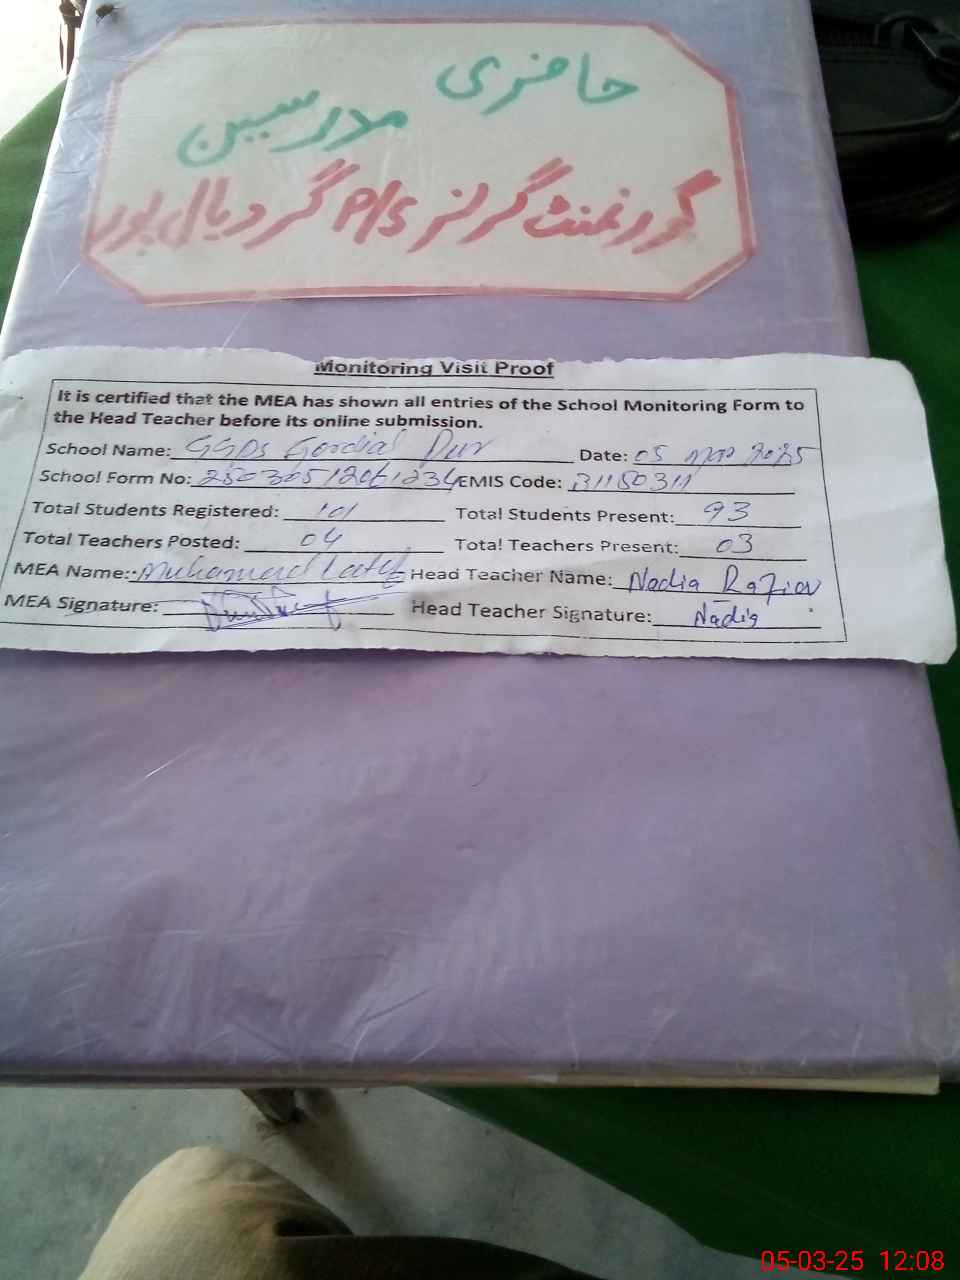 حاضری
مدرسین
گورنمنٹ گرلز P/S گردیال پور
Monitoring Visit Proof
It is certified that the MEA has shown all entries of the School Monitoring Form to
the Head Teacher before its online submission.
School Name: GGPS Gordial Pur Date: 05 Mar 2025
School Form No: EMIS Code: 31150311
Total Students Registered: 101 Total Students Present: 93
Total Teachers Posted: 04 Total Teachers Present: 03
MEA Name: Muhamad Latif Head Teacher Name: Nadia
MEA Signature: Head Teacher Signature: Nadia
05-03-25 12:08